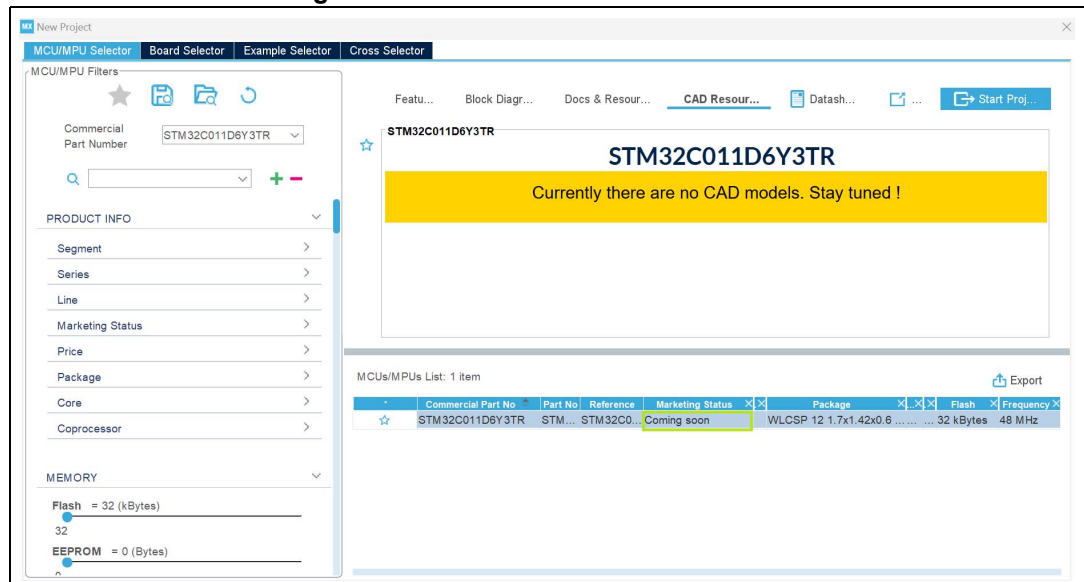 MX New Project
MCU/MPU Selector Board Selector Example Selector Cross Selector
MCU/MPU Filters
Featu... Block Diagr... Docs & Resour... CAD Resour... Datash... ... Start Proj...
Commercial
Part Number
STM32C011D6Y3TR
STM32C011D6Y3TR
STM32C011D6Y3TR
Currently there are no CAD models. Stay tuned !
PRODUCT INFO
Segment
Series
Line
Marketing Status
Price
Package
Core
Coprocessor
MEMORY
Flash = 32 (kBytes)
32
EEPROM = 0 (Bytes)
MCUs/MPUs List: 1 item
Export
* Commercial Part No Part No Reference Marketing Status X X Package X ... X X Flash X Frequency X
STM32C011D6Y3TR STM... STM32C0... Coming soon WLCSP 12 1.7x1.42x0.6 ... ... ... 32 kBytes 48 MHz